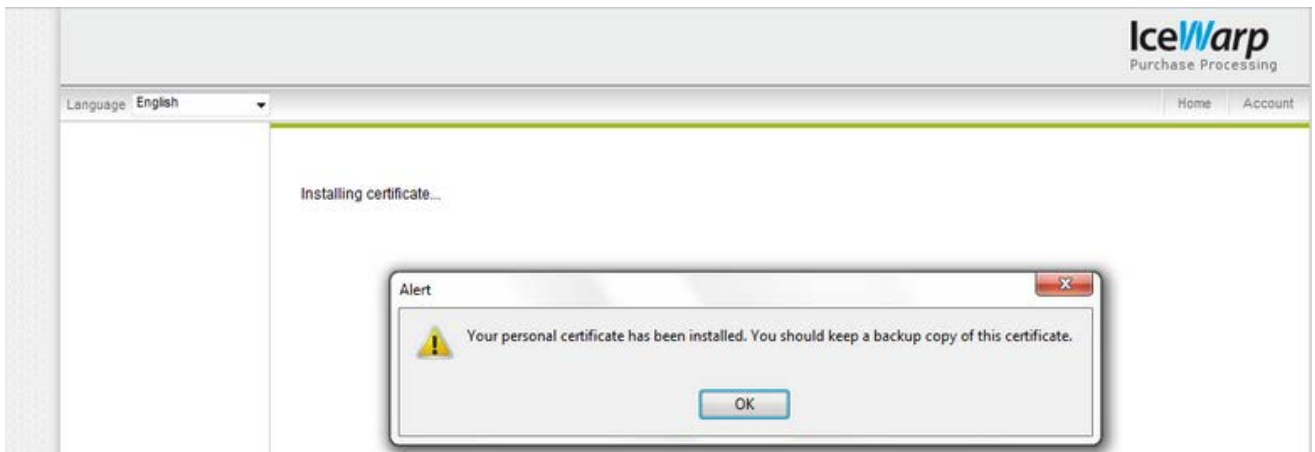 IceWarp
Purchase Processing
Language English
Home Account
Installing certificate...
Alert
Your personal certificate has been installed. You should keep a backup copy of this certificate.
OK